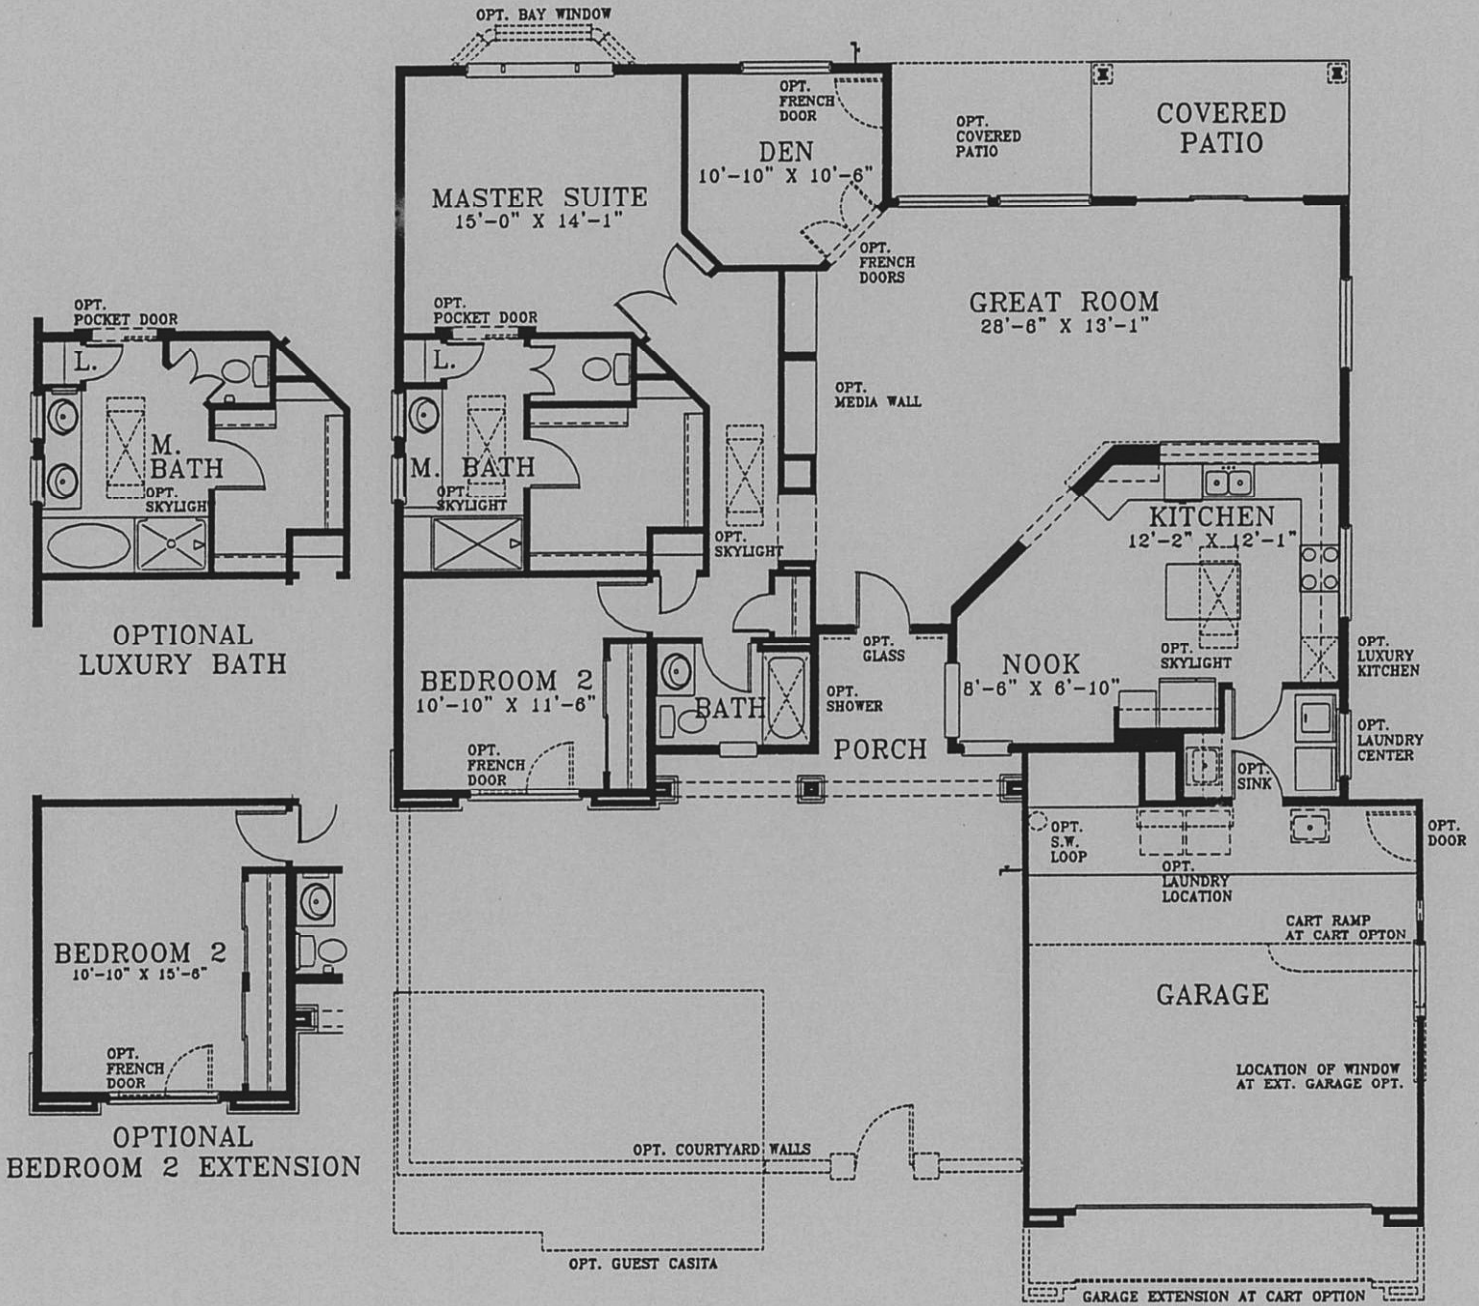 OPT. BAY WINDOW
OPT.
FRENCH
DOOR
DEN
10'-10" X 10'-6"
OPT.
COVERED
PATIO
COVERED
PATIO
MASTER SUITE
15'-0" X 14'-1"
OPT.
FRENCH
DOORS
GREAT ROOM
28'-6" X 13'-1"
OPT.
POCKET DOOR
L.
M.
BATH
OPT.
SKYLIGHT
OPTIONAL
LUXURY BATH
OPT.
POCKET DOOR
L.
M. BATH
OPT.
SKYLIGHT
OPT.
MEDIA WALL
OPT.
SKYLIGHT
KITCHEN
12'-2" X 12'-1"
OPT.
SKYLIGHT
OPT.
LUXURY
KITCHEN
NOOK
8'-6" X 6'-10"
OPT.
GLASS
OPT.
SHOWER
PORCH
BEDROOM 2
10'-10" X 11'-6"
OPT.
FRENCH
DOOR
BATH
OPT.
LAUNDRY
CENTER
OPT.
SINK
OPT.
S.W.
LOOP
OPT.
LAUNDRY
LOCATION
OPT.
DOOR
CART RAMP
AT CART OPTON
GARAGE
LOCATION OF WINDOW
AT EXT. GARAGE OPT.
BEDROOM 2
10'-10" X 15'-6"
OPT.
FRENCH
DOOR
OPTIONAL
BEDROOM 2 EXTENSION
OPT. COURTYARD WALLS
OPT. GUEST CASITA
GARAGE EXTENSION AT CART OPTION